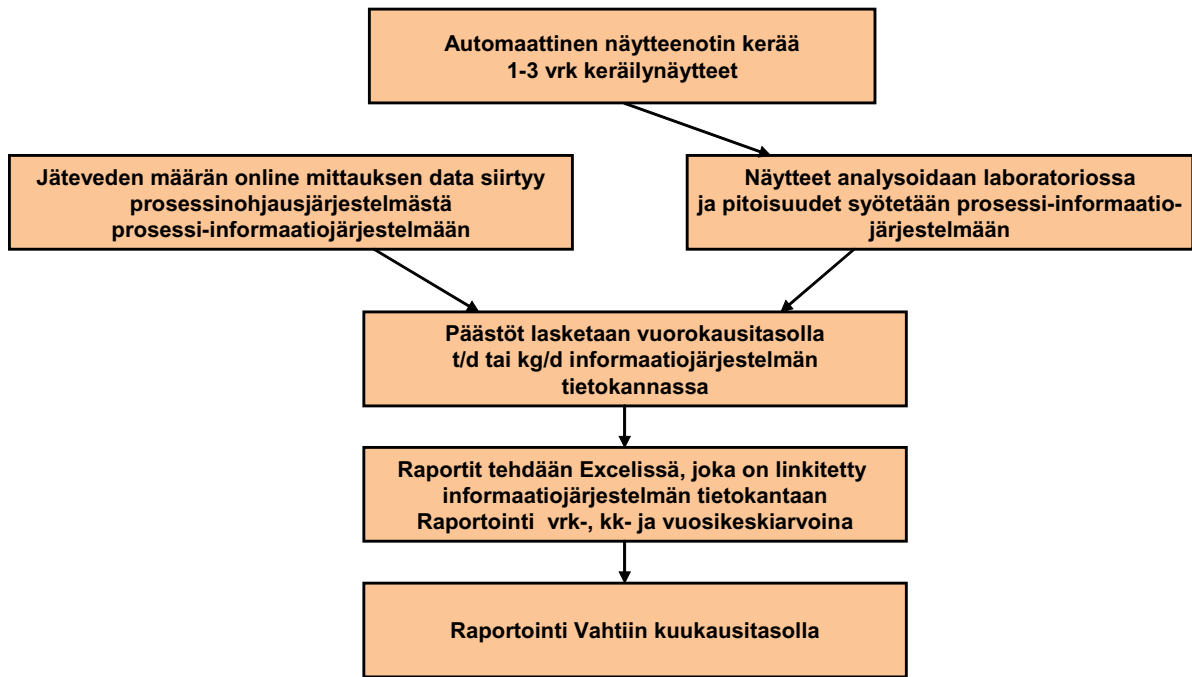 Automaattinen näytteenotin kerää
1-3 vrk keräilynäytteet
Jäteveden määrän online mittauksen data siirtyy
prosessinohjausjärjestelmästä
prosessi-informaatiojärjestelmään
Näytteet analysoidaan laboratoriossa
ja pitoisuudet syötetään prosessi-informaatio-
järjestelmään
Päästöt lasketaan vuorokausitasolla
t/d tai kg/d informaatiojärjestelmän
tietokannassa
Raportit tehdään Excelissä, joka on linkitetty
informaatiojärjestelmän tietokantaan
Raportointi vrk-, kk- ja vuosikeskiarvoina
Raportointi Vahtiin kuukausitasolla